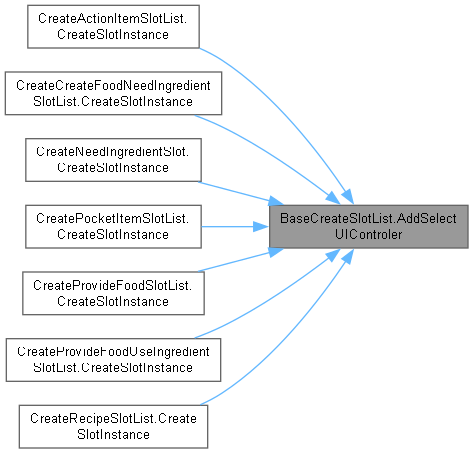 CreateActionItemSlotList.
CreateSlotInstance
CreateCreateFoodNeedIngredient
SlotList.CreateSlotInstance
CreateNeedIngredientSlot.
CreateSlotInstance
CreatePocketItemSlotList.
CreateSlotInstance
CreateProvideFoodSlotList.
CreateSlotInstance
CreateProvideFoodUseIngredient
SlotList.CreateSlotInstance
CreateRecipeSlotList.Create
SlotInstance
BaseCreateSlotList.AddSelect
UIControler